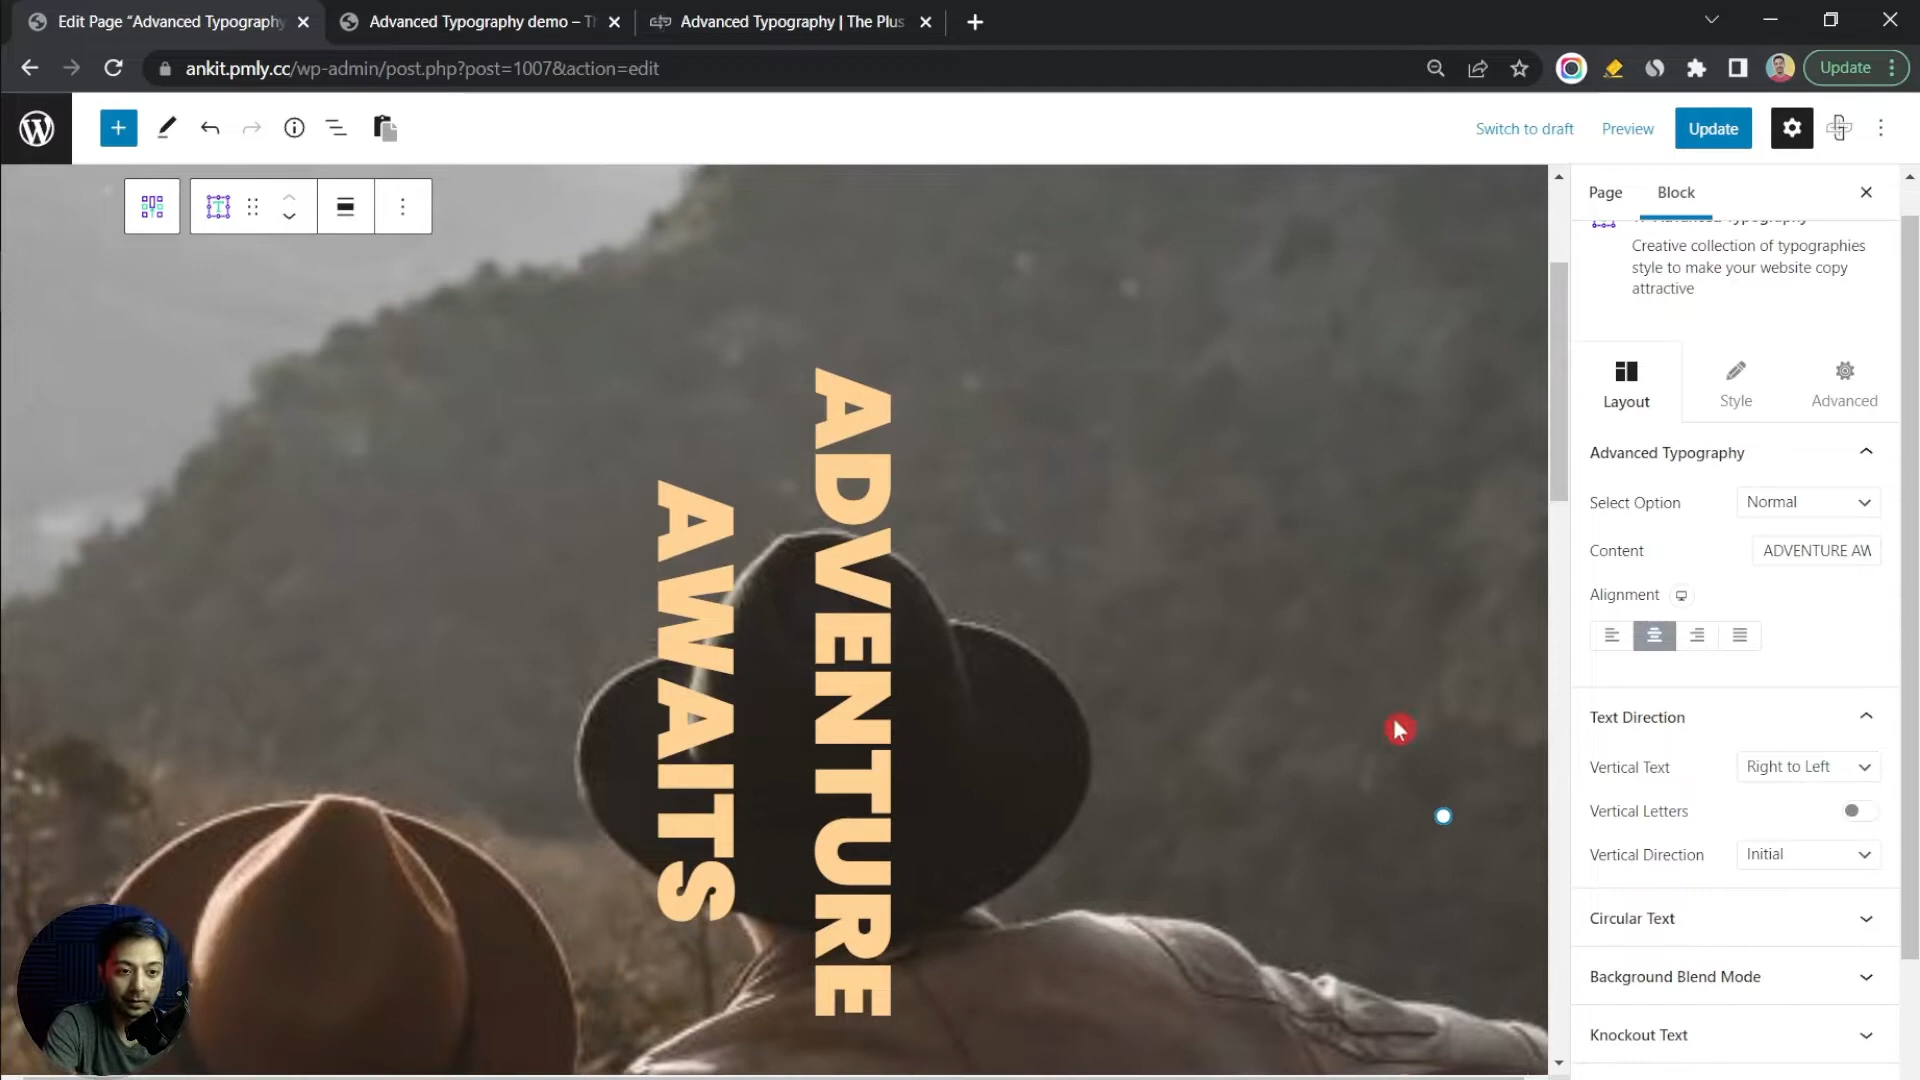 Edit Page “Advanced Typography
Advanced Typography demo – Th
Advanced Typography | The Plus
ankit.pmly.cc/wp-admin/post.php?post=1007&action=edit
Update
Switch to draft
Preview
Update
Page
Block
Creative collection of typographies
style to make your website copy
attractive
Layout
Style
Advanced
Advanced Typography
Select Option
Normal
Content
ADVENTURE AW
Alignment
Text Direction
Vertical Text
Right to Left
Vertical Letters
Vertical Direction
Initial
Circular Text
Background Blend Mode
Knockout Text
ADVENTURE
AWAITS